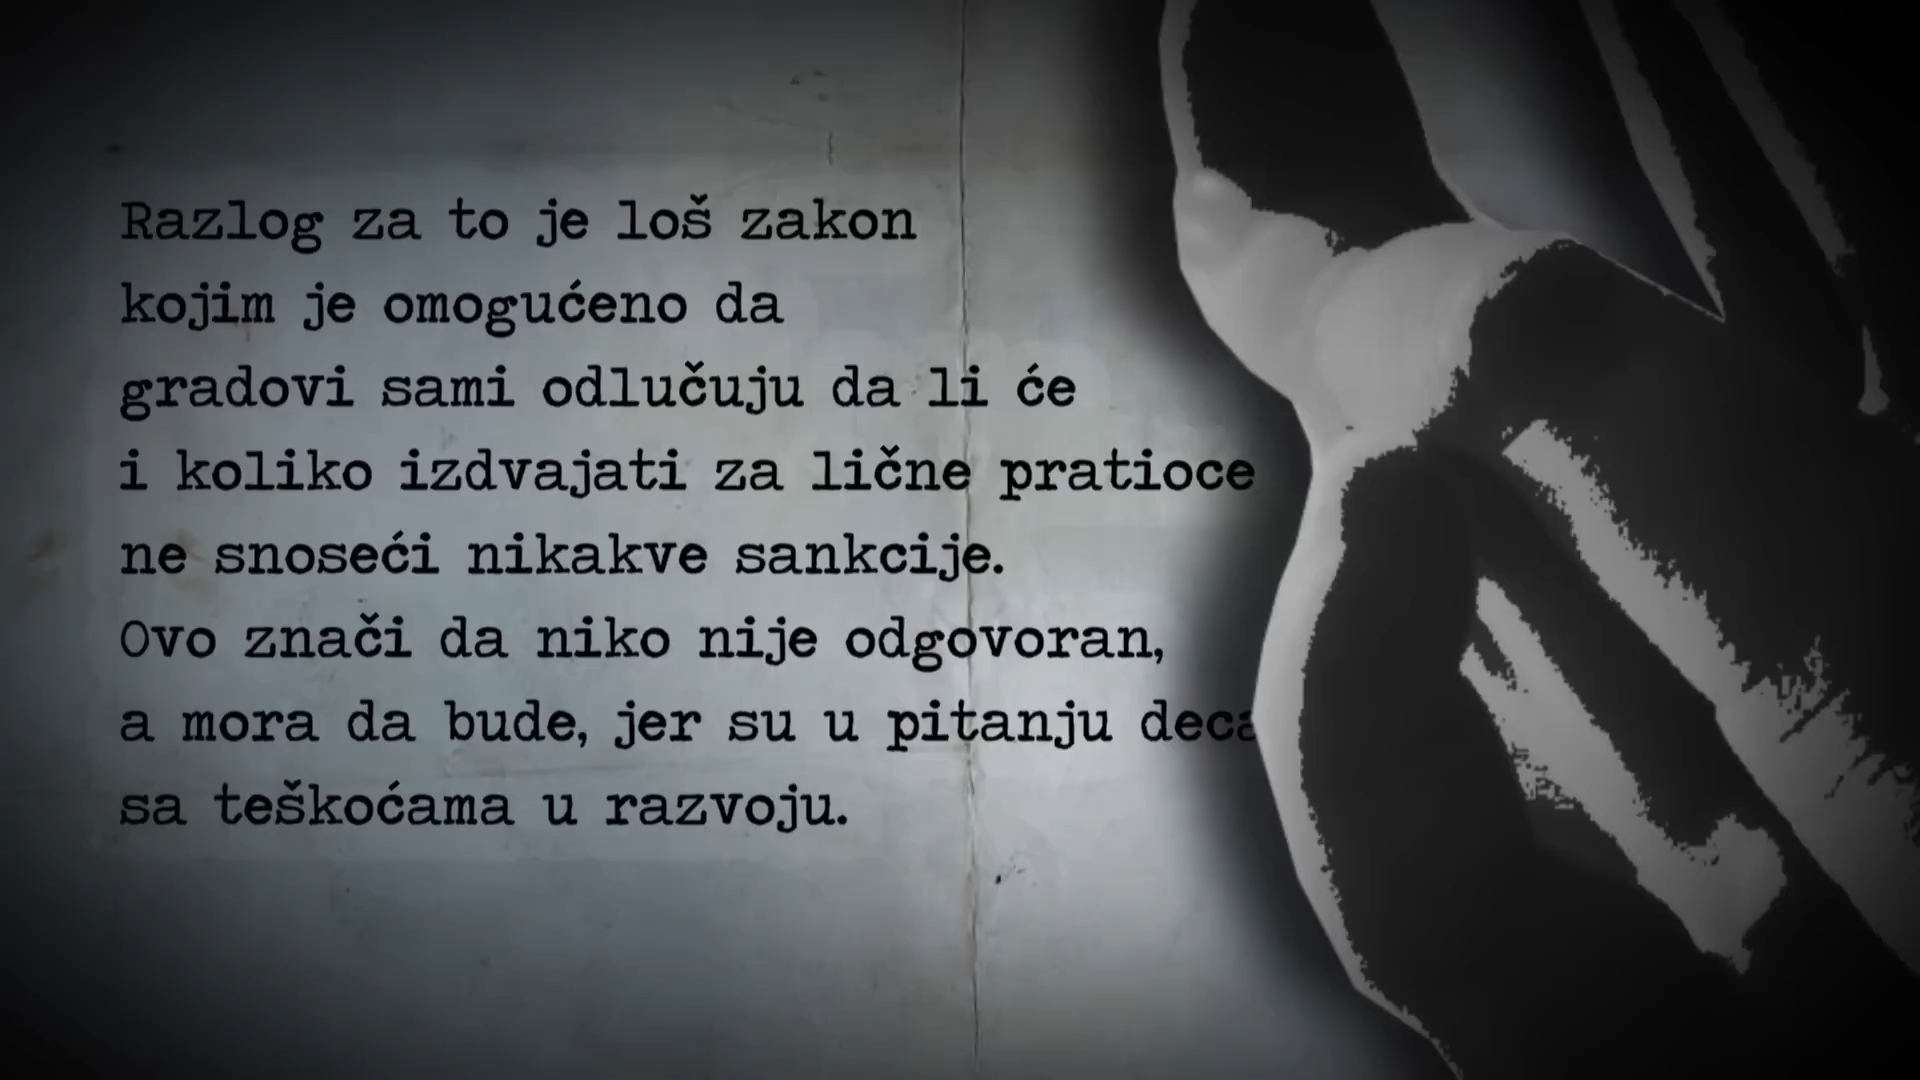 Razlog za to je loš zakon
kojim je omogućeno da
gradovi sami odlučuju da li će
i koliko izdvajati za lične pratioce
ne snoseći nikakve sankcije.
Ovo znači da niko nije odgovoran,
a mora da bude, jer su u pitanju deca
sa teškoćama u razvoju.